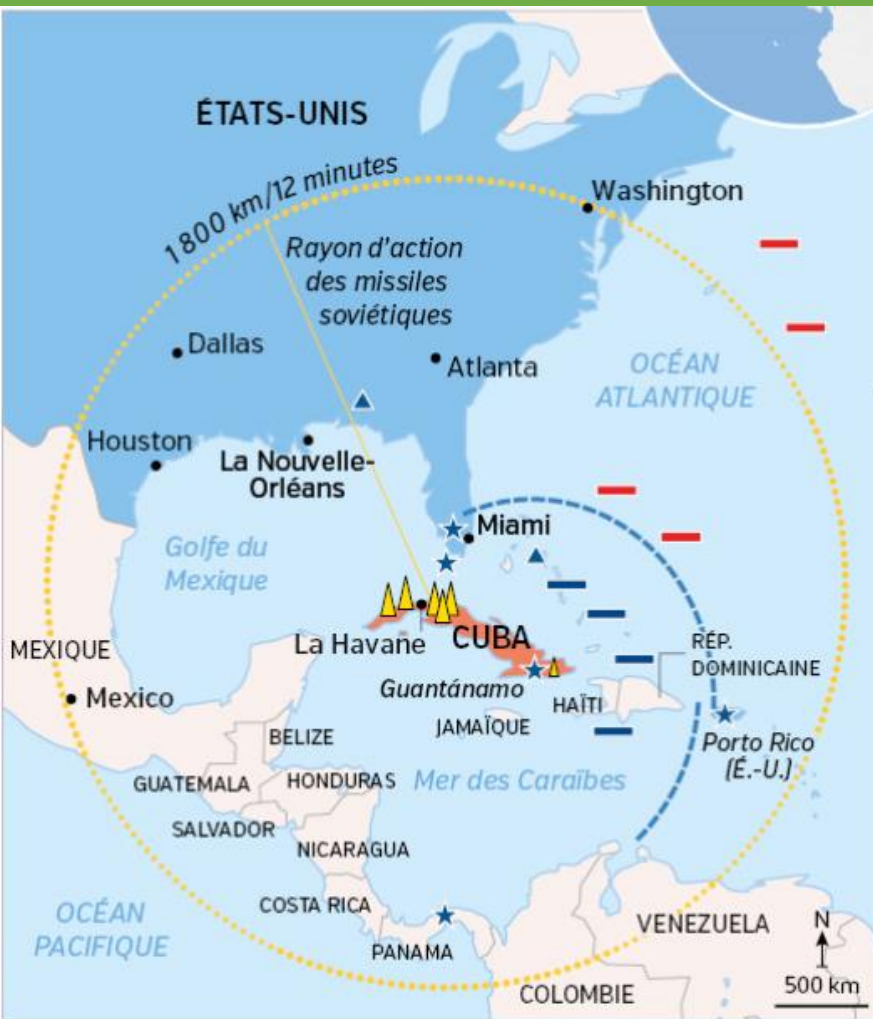 ÉTATS-UNIS
1800 km/12 minutes
Washington
Rayon d'action
des missiles
soviétiques
Dallas
Atlanta
OCÉAN
ATLANTIQUE
Houston
La Nouvelle-
Orléans
Miami
Golfe du
Mexique
La Havane
CUBA
MEXIQUE
RÉP.
DOMINICAINE
Mexico
Guantánamo
HAÏTI
JAMAÏQUE
BELIZE
Porto Rico
(É.-U.)
GUATEMALA
HONDURAS
Mer des Caraïbes
SALVADOR
NICARAGUA
OCÉAN
PACIFIQUE
COSTA RICA
VENEZUELA
N
PANAMA
500 km
COLOMBIE